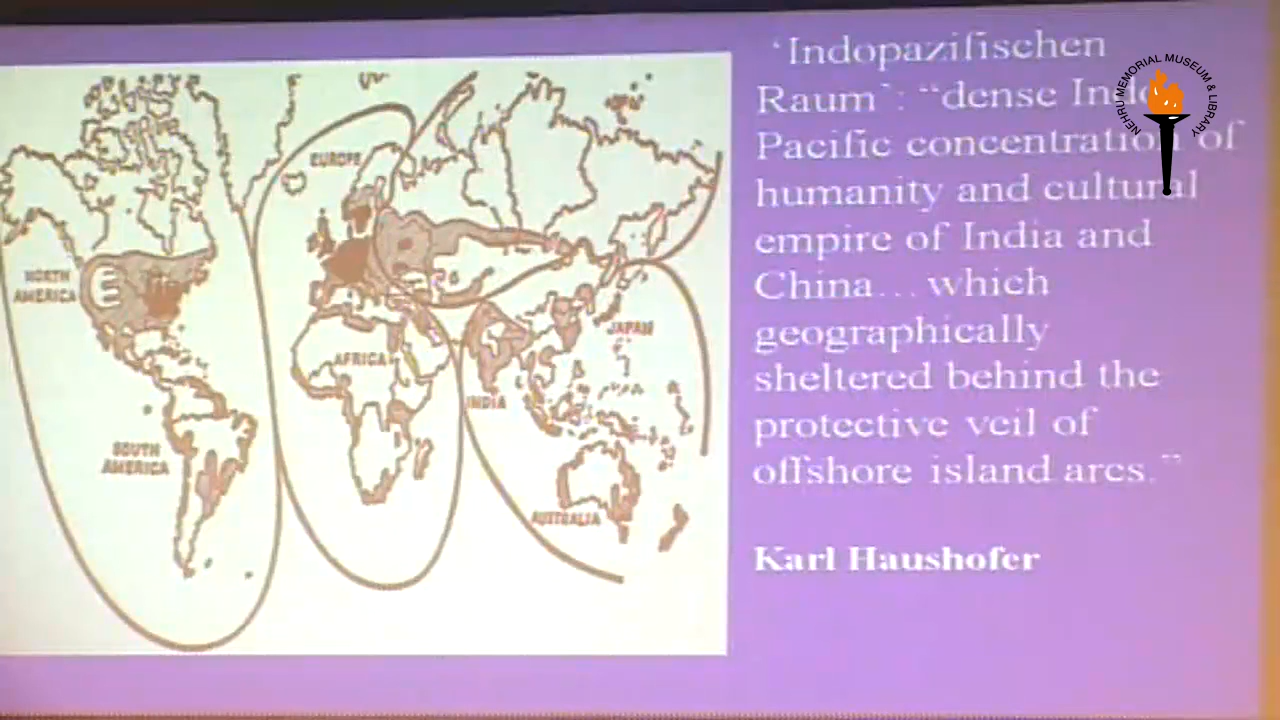 'Indopazifischen
Raum': "dense Indo
Pacific concentration of
humanity and cultural
empire of India and
China... which
geographically
sheltered behind the
protective veil of
offshore island arcs."
Karl Haushofer
NEHRU MEMORIAL MUSEUM & LIBRARY
EUROPE
NORTH
AMERICA
AFRICA
JAPAN
INDIA
SOUTH
AMERICA
AUSTRALIA